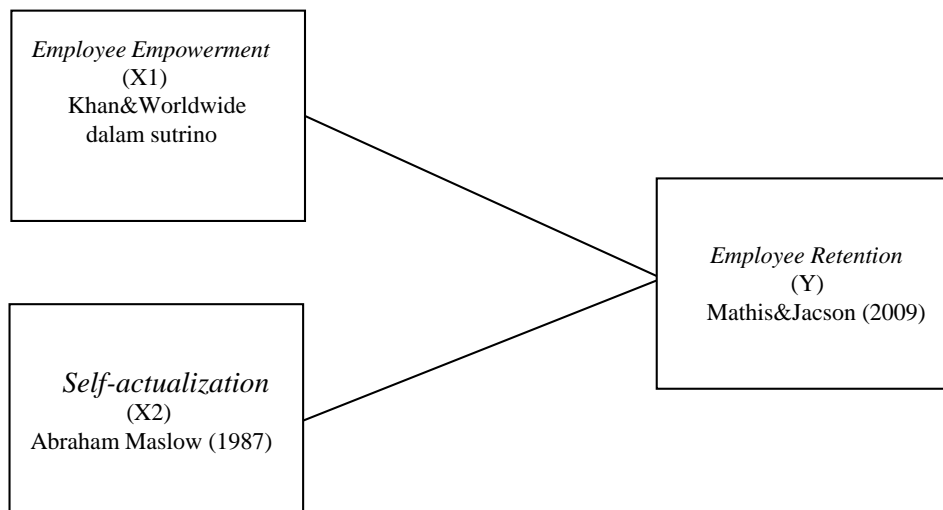 Employee Empowerment
(X1)
Khan&Worldwide
dalam sutrino
Employee Retention
(Y)
Mathis&Jacson (2009)
Self-actualization
(X2)
Abraham Maslow (1987)